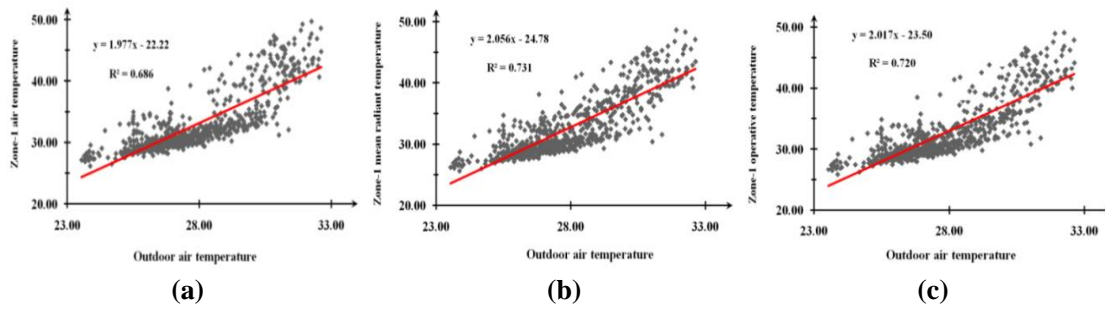 50.00
40.00
30.00
20.00
23.00 28.00 33.00
Zone-1 air temperature
y = 1.977x - 22.22
R² = 0.686
Outdoor air temperature
(a)
50.00
40.00
30.00
20.00
23.00 28.00 33.00
Zone-1 mean radiant temperature
y = 2.056x - 24.78
R² = 0.731
Outdoor air temperature
(b)
50.00
40.00
30.00
20.00
23.00 28.00 33.00
Zone-1 operative temperature
y = 2.017x - 23.50
R² = 0.720
Outdoor air temperature
(c)